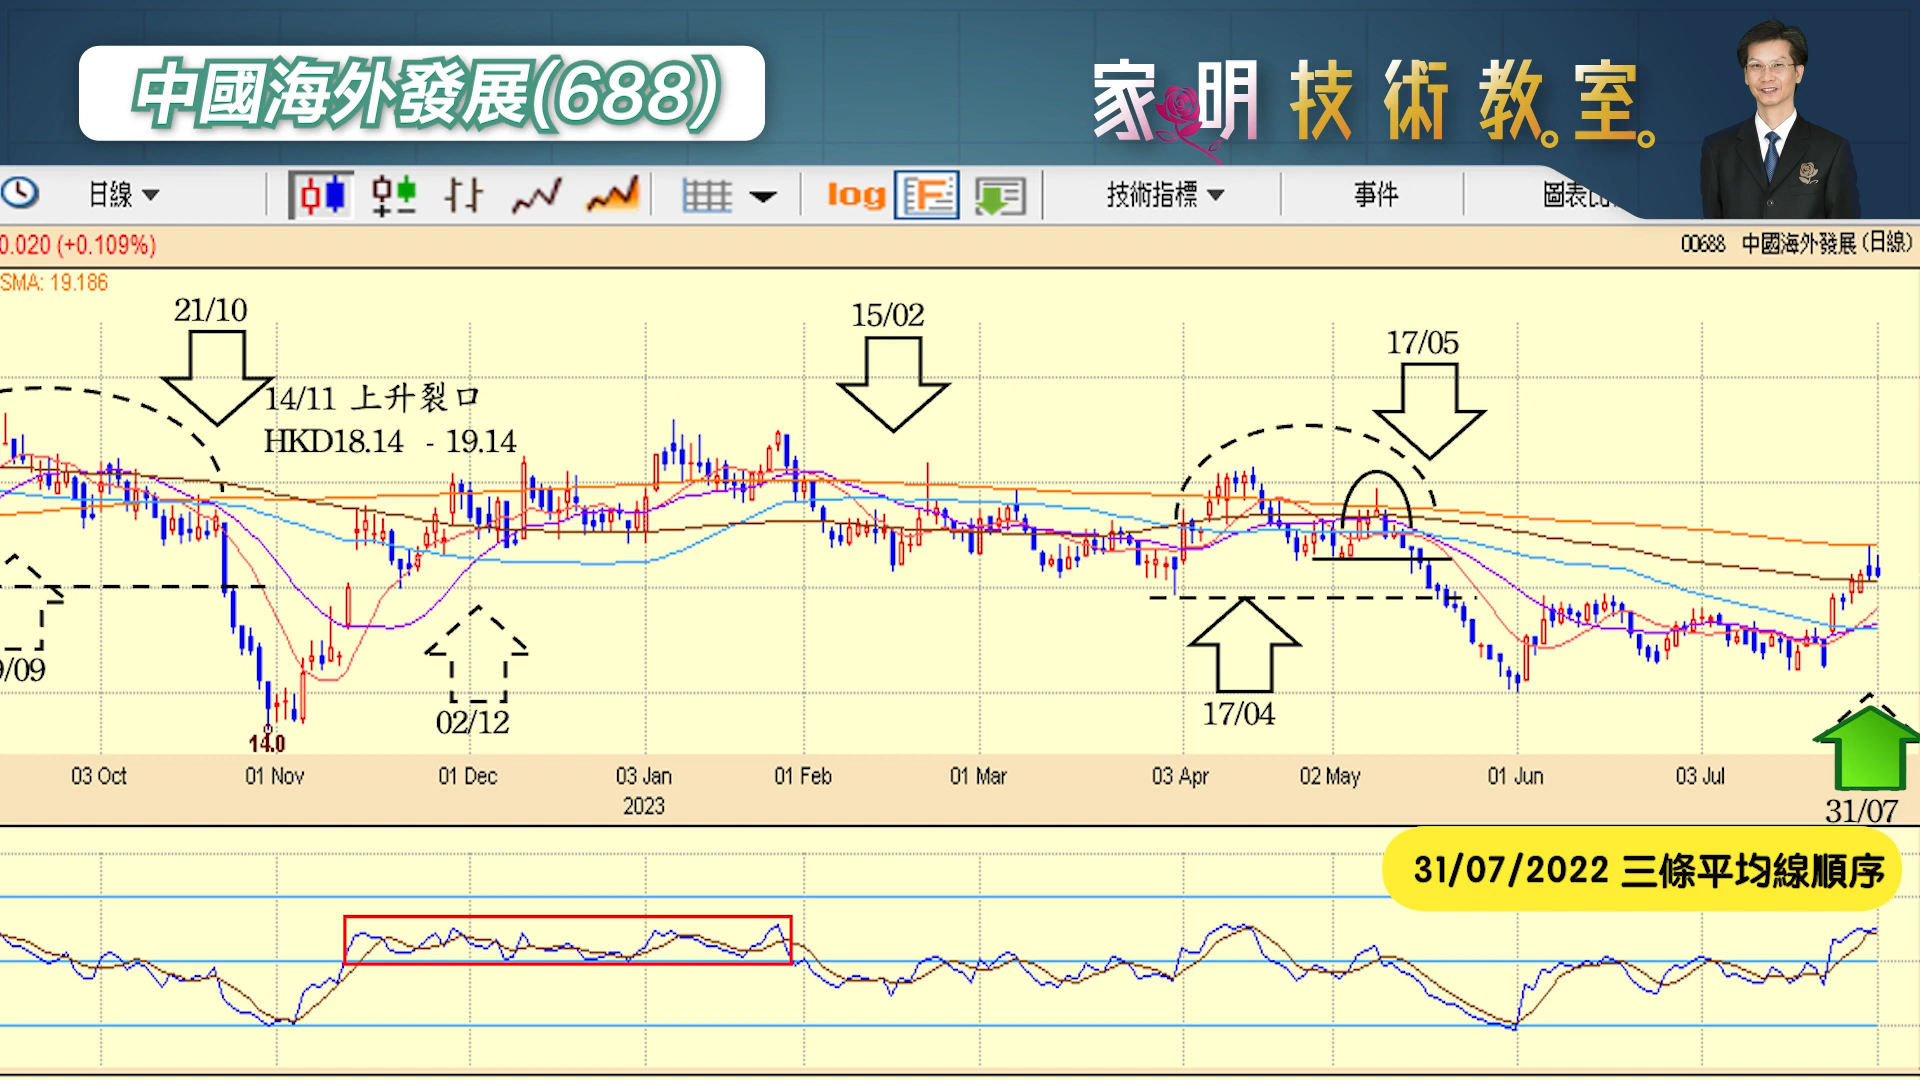 中國海外發展(688)
家明技術教室
日線
log
技術指標
事件
圖表比
0.020 (+0.109%)
00688 中國海外發展 (日線)
SMA: 19.186
21/10
15/02
17/05
14/11 上升裂口
HKD18.14 - 19.14
9/09
02/12
17/04
14.0
03 Oct
01 Nov
01 Dec
03 Jan
01 Feb
01 Mar
03 Apr
02 May
01 Jun
03 Jul
2023
31/07
31/07/2022 三條平均線順序